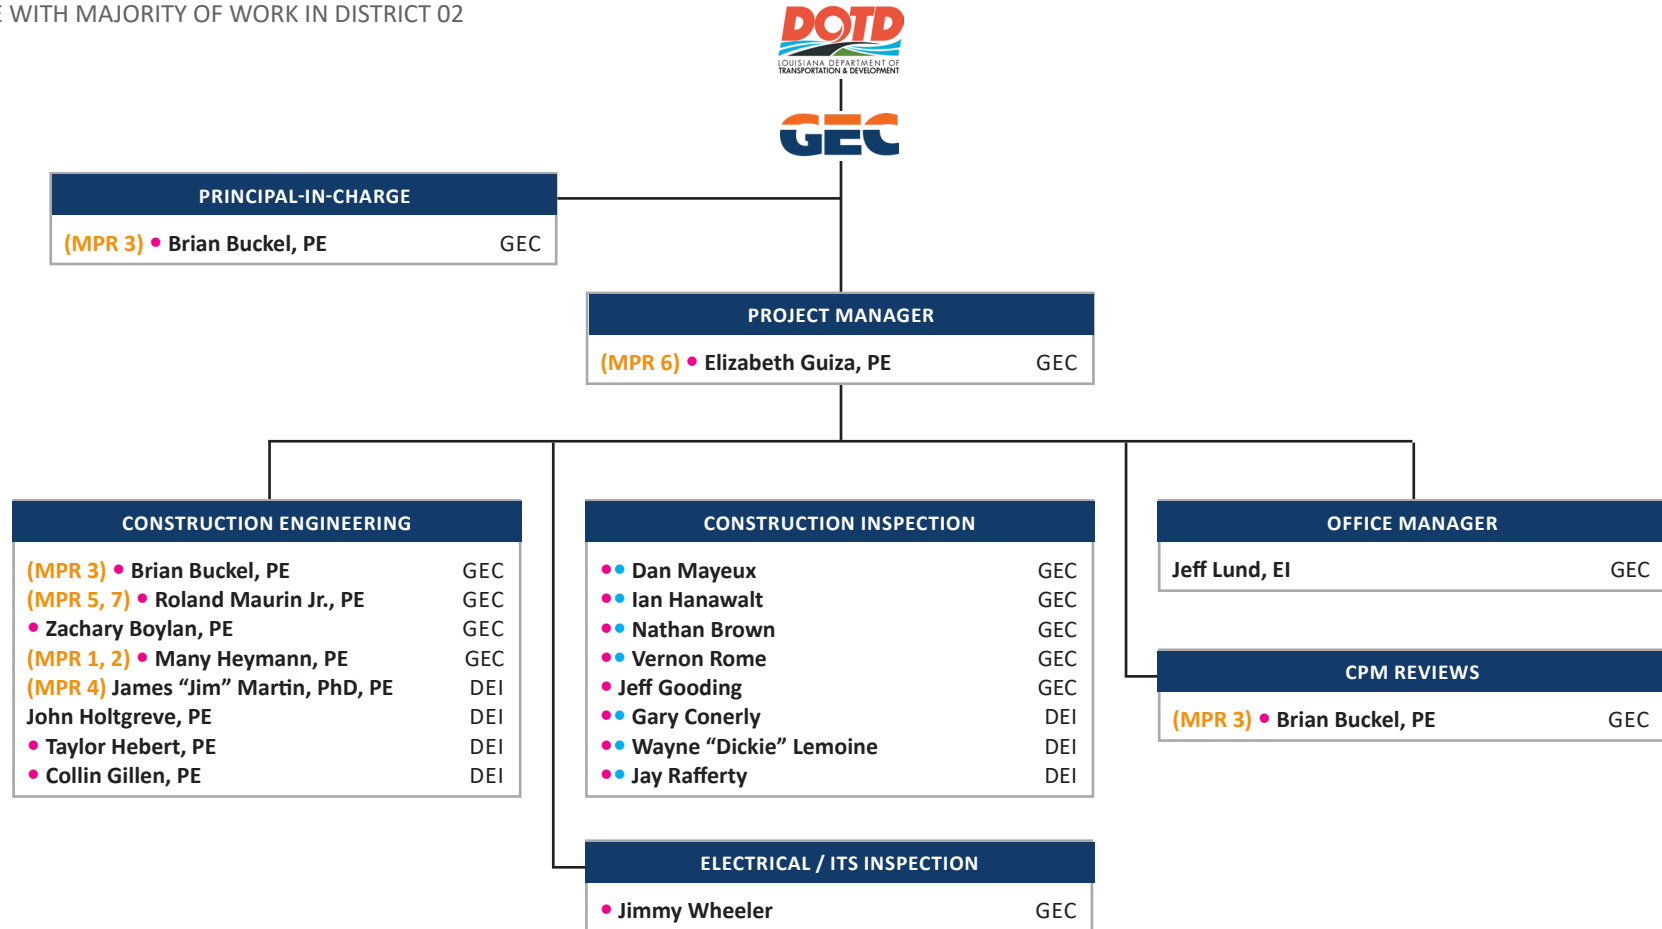 WITH MAJORITY OF WORK IN DISTRICT 02
DOTD
LOUISIANA DEPARTMENT OF
TRANSPORTATION & DEVELOPMENT
GEC
PRINCIPAL-IN-CHARGE
(MPR 3) • Brian Buckel, PE GEC
PROJECT MANAGER
(MPR 6) • Elizabeth Guiza, PE GEC
CONSTRUCTION ENGINEERING
(MPR 3) • Brian Buckel, PE GEC
(MPR 5, 7) • Roland Maurin Jr., PE GEC
• Zachary Boylan, PE GEC
(MPR 1, 2) • Many Heymann, PE GEC
(MPR 4) James “Jim” Martin, PhD, PE DEI
John Holtgreve, PE DEI
• Taylor Hebert, PE DEI
• Collin Gillen, PE DEI
CONSTRUCTION INSPECTION
•• Dan Mayeux GEC
•• Ian Hanawalt GEC
•• Nathan Brown GEC
•• Vernon Rome GEC
• Jeff Gooding GEC
•• Gary Conerly DEI
•• Wayne “Dickie” Lemoine DEI
•• Jay Rafferty DEI
OFFICE MANAGER
Jeff Lund, EI GEC
CPM REVIEWS
(MPR 3) • Brian Buckel, PE GEC
ELECTRICAL / ITS INSPECTION
• Jimmy Wheeler GEC